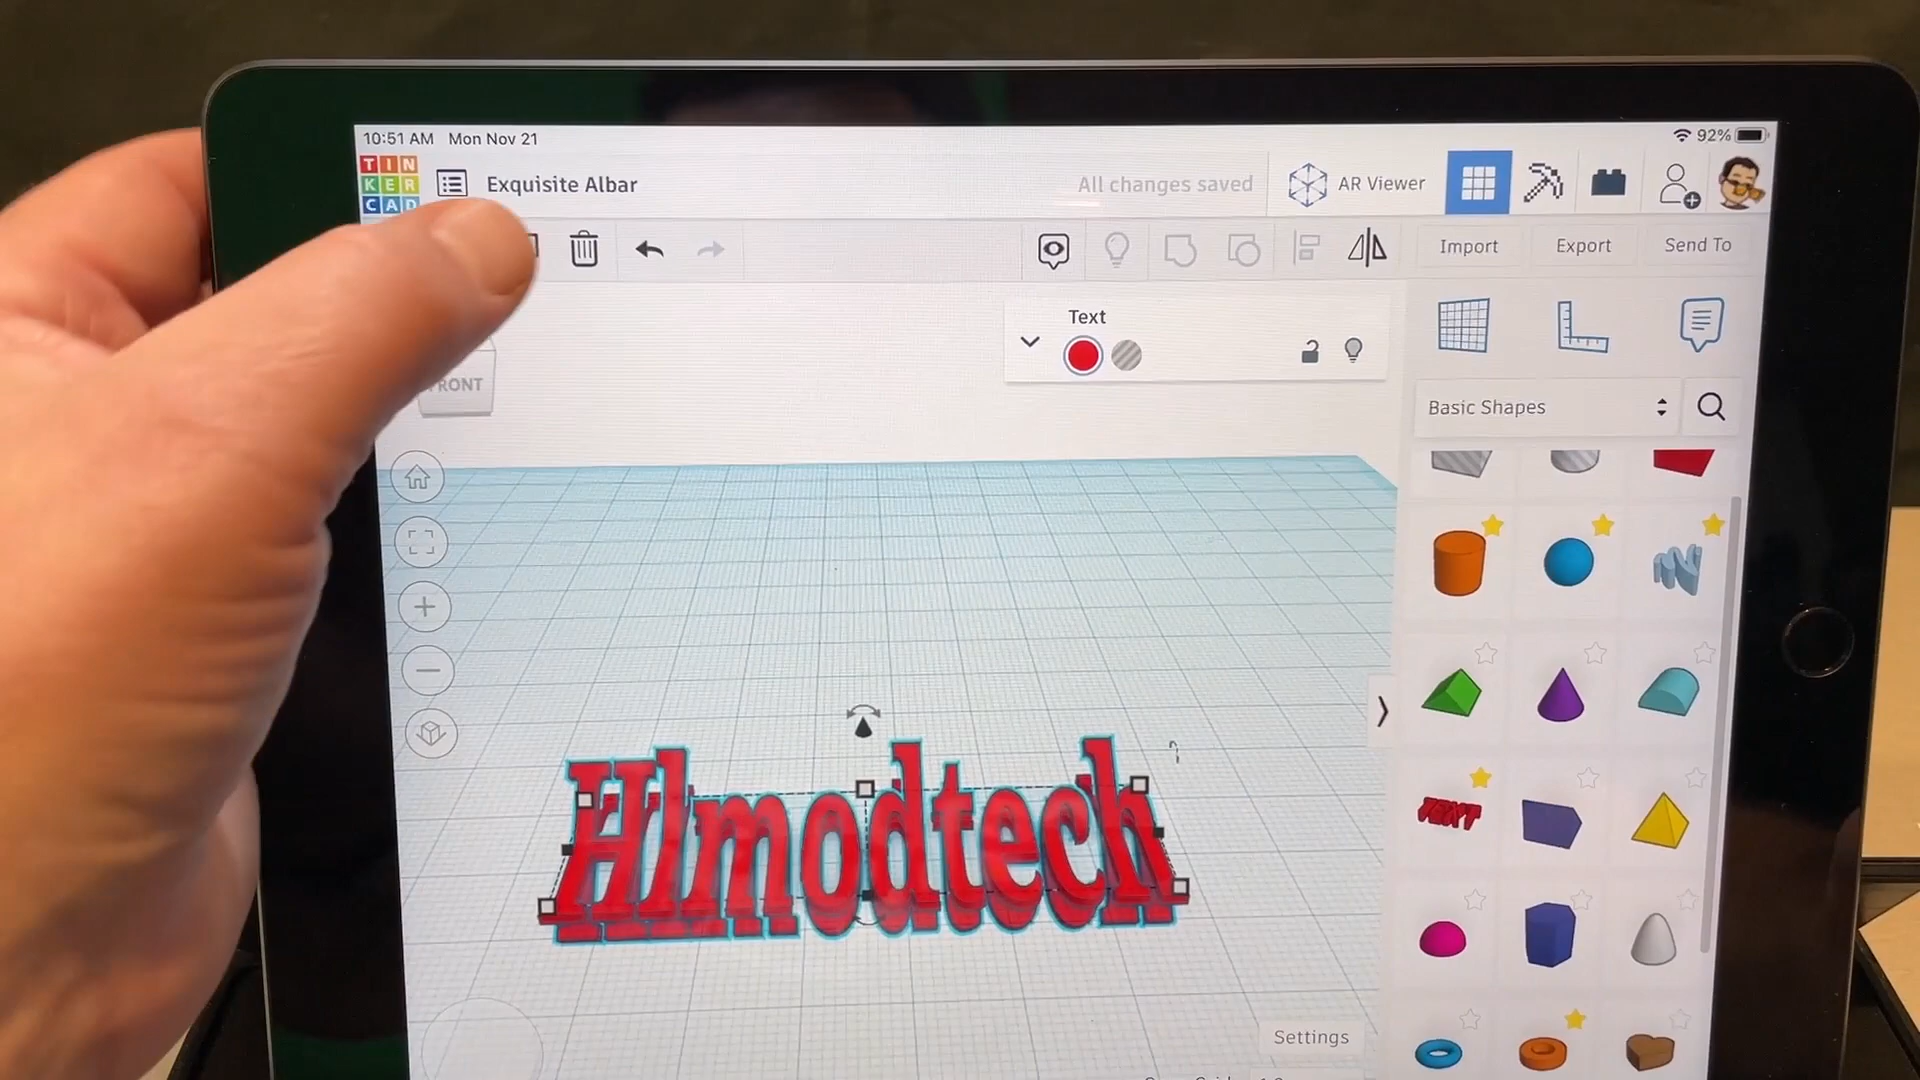 10:51 AM Mon Nov 21
92%
TIN
KER
CAD
Exquisite Albar
All changes saved
AR Viewer
Import
Export
Send To
Text
RONT
Basic Shapes
TEXT
Hlmodtech
Settings